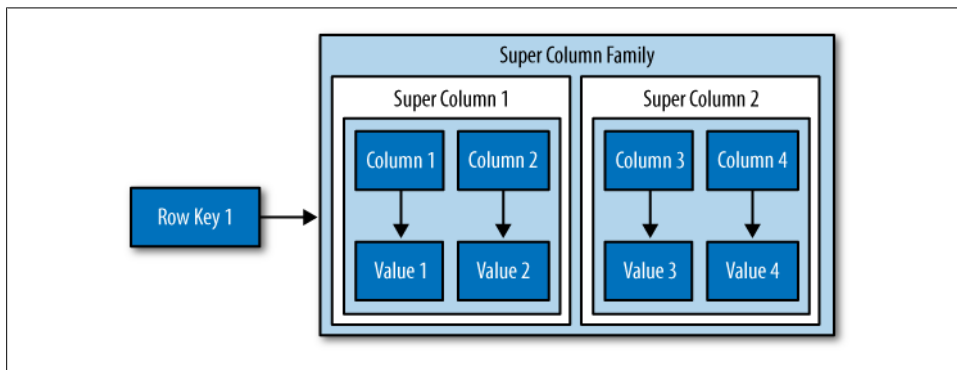 Super Column Family
Super Column 1
Super Column 2
Column 1
Column 2
Column 3
Column 4
Row Key 1
Value 1
Value 2
Value 3
Value 4